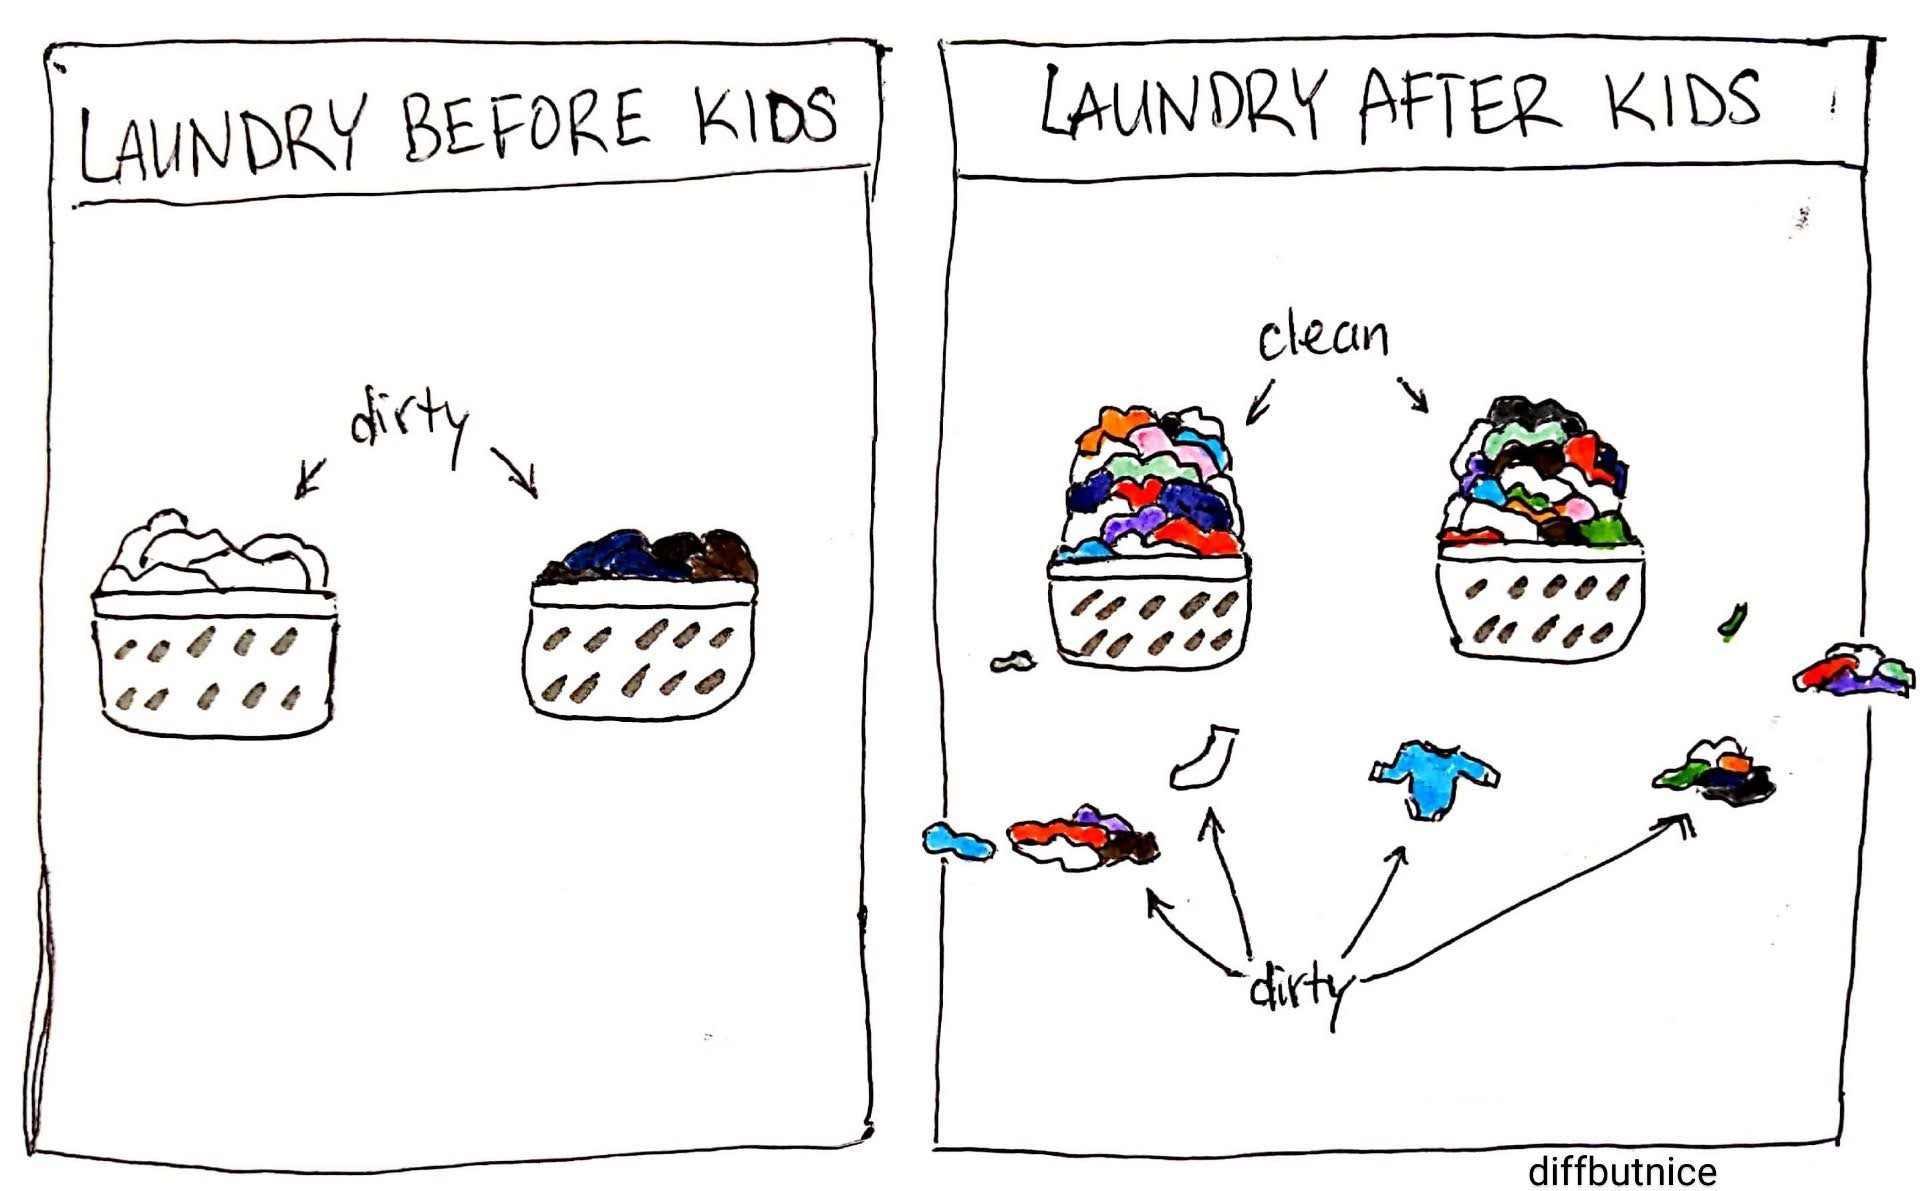 LAUNDRY BEFORE KIDS
dirty
LAUNDRY AFTER KIDS
clean
dirty
diffbutnice